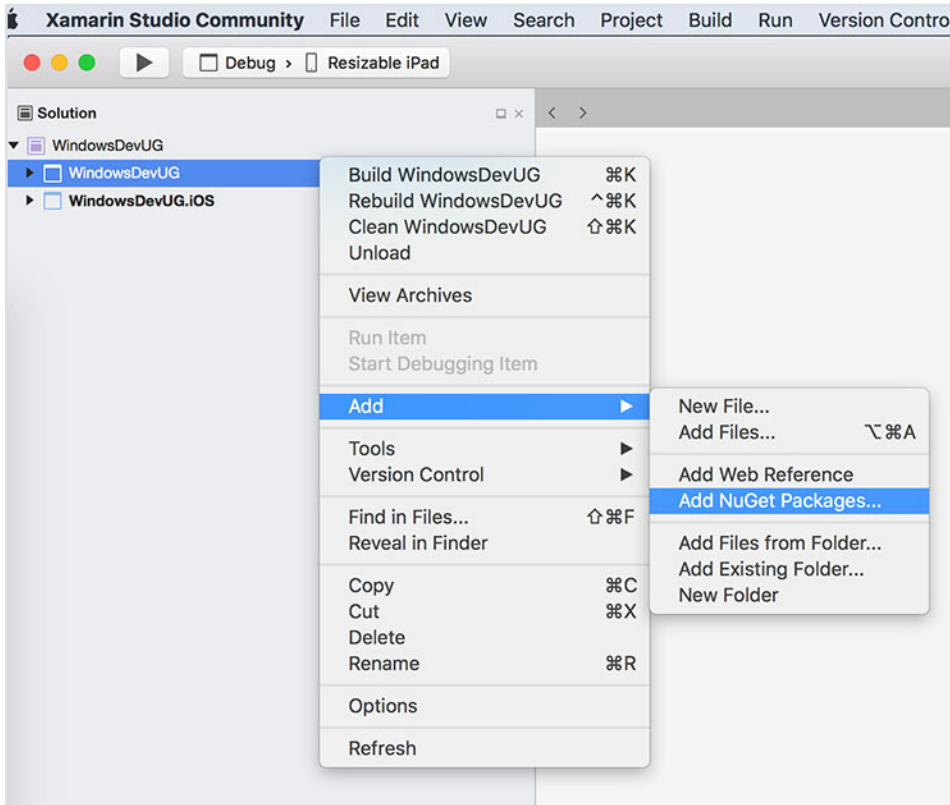 Xamarin Studio Community File Edit View Search Project Build Run Version Contro
Debug › Resizable iPad
Solution
WindowsDevUG
WindowsDevUG
WindowsDevUG.iOS
Build WindowsDevUG ⌘K
Rebuild WindowsDevUG ^⌘K
Clean WindowsDevUG ⇧⌘K
Unload
View Archives
Run Item
Start Debugging Item
Add
Tools
Version Control
Find in Files... ⇧⌘F
Reveal in Finder
Copy ⌘C
Cut ⌘X
Delete
Rename ⌘R
Options
Refresh
New File...
Add Files... ⌥⌘A
Add Web Reference
Add NuGet Packages...
Add Files from Folder...
Add Existing Folder...
New Folder